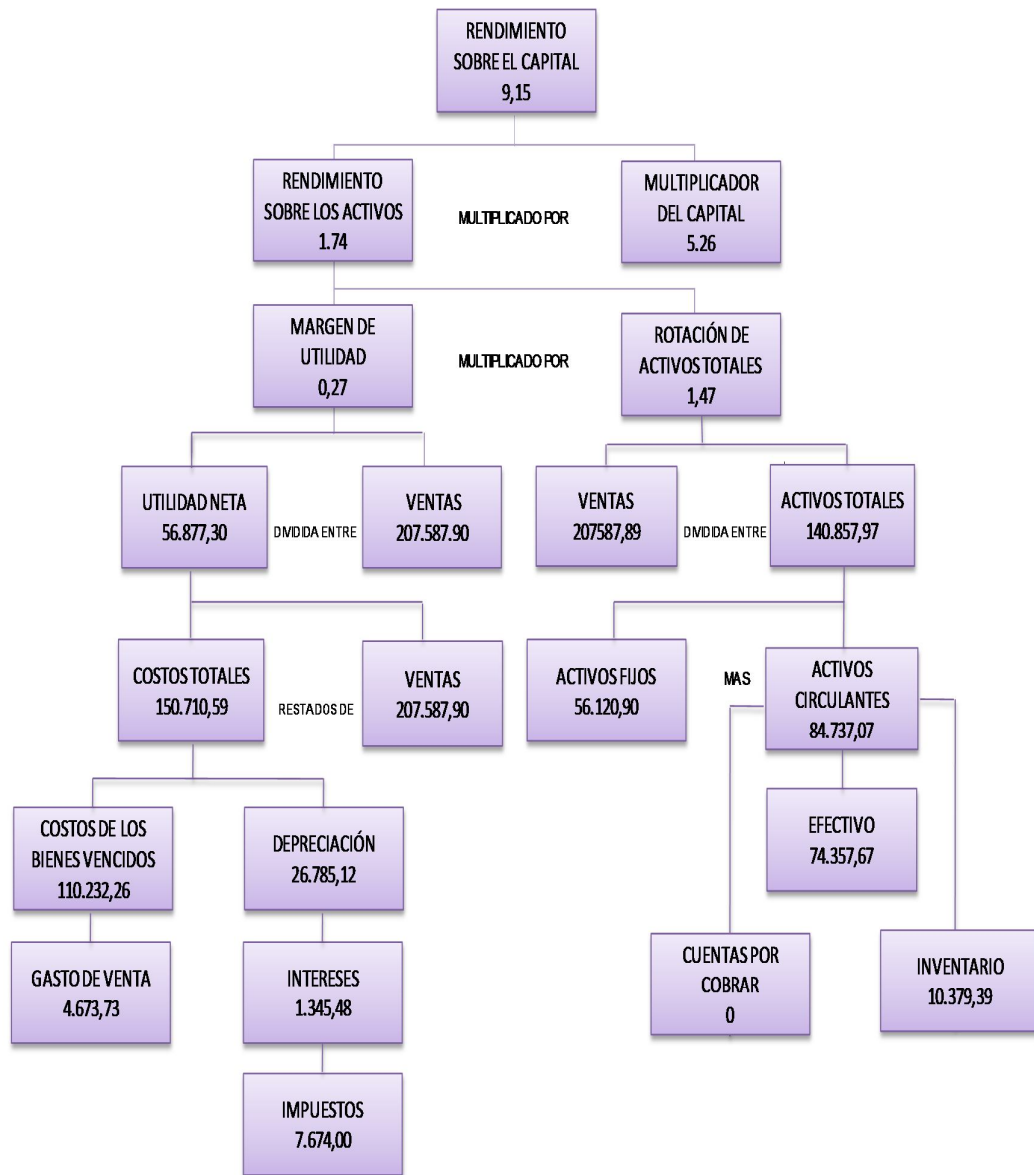 RENDIMIENTO
SOBRE EL CAPITAL
9,15
RENDIMIENTO
SOBRE LOS ACTIVOS
1.74
MULTIPLICADO POR
MULTIPLICADOR
DEL CAPITAL
5.26
MARGEN DE
UTILIDAD
0,27
MULTIPLICADO POR
ROTACIÓN DE
ACTIVOS TOTALES
1,47
UTILIDAD NETA
56.877,30
DIVIDIDA ENTRE
VENTAS
207.587.90
VENTAS
207587,89
DIVIDIDA ENTRE
ACTIVOS TOTALES
140.857,97
COSTOS TOTALES
150.710,59
RESTADOS DE
VENTAS
207.587,90
ACTIVOS FIJOS
56.120,90
MAS
ACTIVOS
CIRCULANTES
84.737,07
COSTOS DE LOS
BIENES VENCIDOS
110.232,26
DEPRECIACIÓN
26.785,12
EFECTIVO
74.357,67
GASTO DE VENTA
4.673,73
INTERESES
1.345,48
CUENTAS POR
COBRAR
0
INVENTARIO
10.379,39
IMPUESTOS
7.674,00